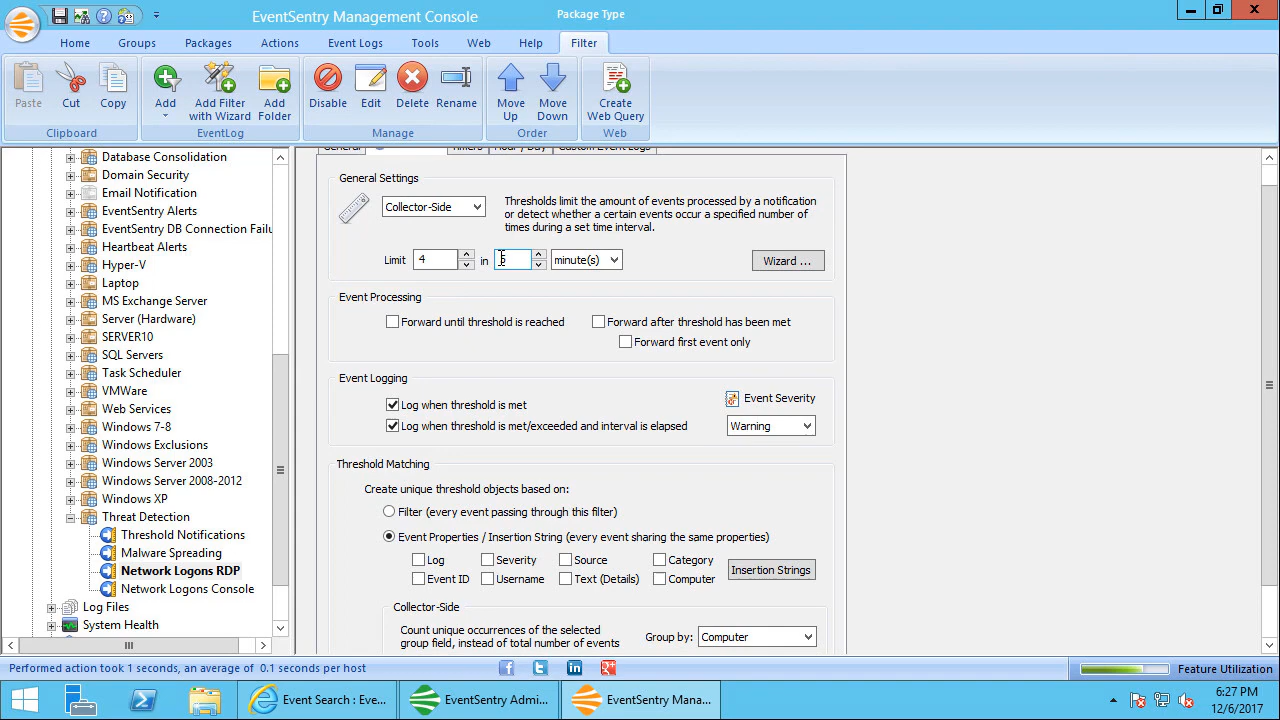 EventSentry Management Console
Package Type
Home
Groups
Packages
Actions
Event Logs
Tools
Web
Help
Filter
Paste
Cut
Copy
Add
Add Filter with Wizard
Add Folder
Disable
Edit
Delete
Rename
Move Up
Move Down
Create Web Query
Clipboard
EventLog
Manage
Order
Web
Database Consolidation
Domain Security
Email Notification
EventSentry Alerts
EventSentry DB Connection Failu
Heartbeat Alerts
Hyper-V
Laptop
MS Exchange Server
Server (Hardware)
SERVER10
SQL Servers
Task Scheduler
VMWare
Web Services
Windows 7-8
Windows Exclusions
Windows Server 2003
Windows Server 2008-2012
Windows XP
Threat Detection
Threshold Notifications
Malware Spreading
Network Logons RDP
Network Logons Console
Log Files
System Health
General
Timers
Hour / Day
Custom Event Logs
General Settings
Collector-Side
Thresholds limit the amount of events processed by a notification
or detect whether a certain events occur a specified number of
times during a set time interval.
Limit 4 in minute(s)
Wizard ...
Event Processing
Forward until threshold is reached
Forward after threshold has been met
Forward first event only
Event Logging
Log when threshold is met
Event Severity
Log when threshold is met/exceeded and interval is elapsed
Warning
Threshold Matching
Create unique threshold objects based on:
Filter (every event passing through this filter)
Event Properties / Insertion String (every event sharing the same properties)
Log
Severity
Source
Category
Insertion Strings
Event ID
Username
Text (Details)
Computer
Collector-Side
Count unique occurrences of the selected
group field, instead of total number of events
Group by: Computer
Performed action took 1 seconds, an average of 0.1 seconds per host
Feature Utilization
Event Search : Eve...
EventSentry Admi...
EventSentry Mana...
6:27 PM
12/6/2017